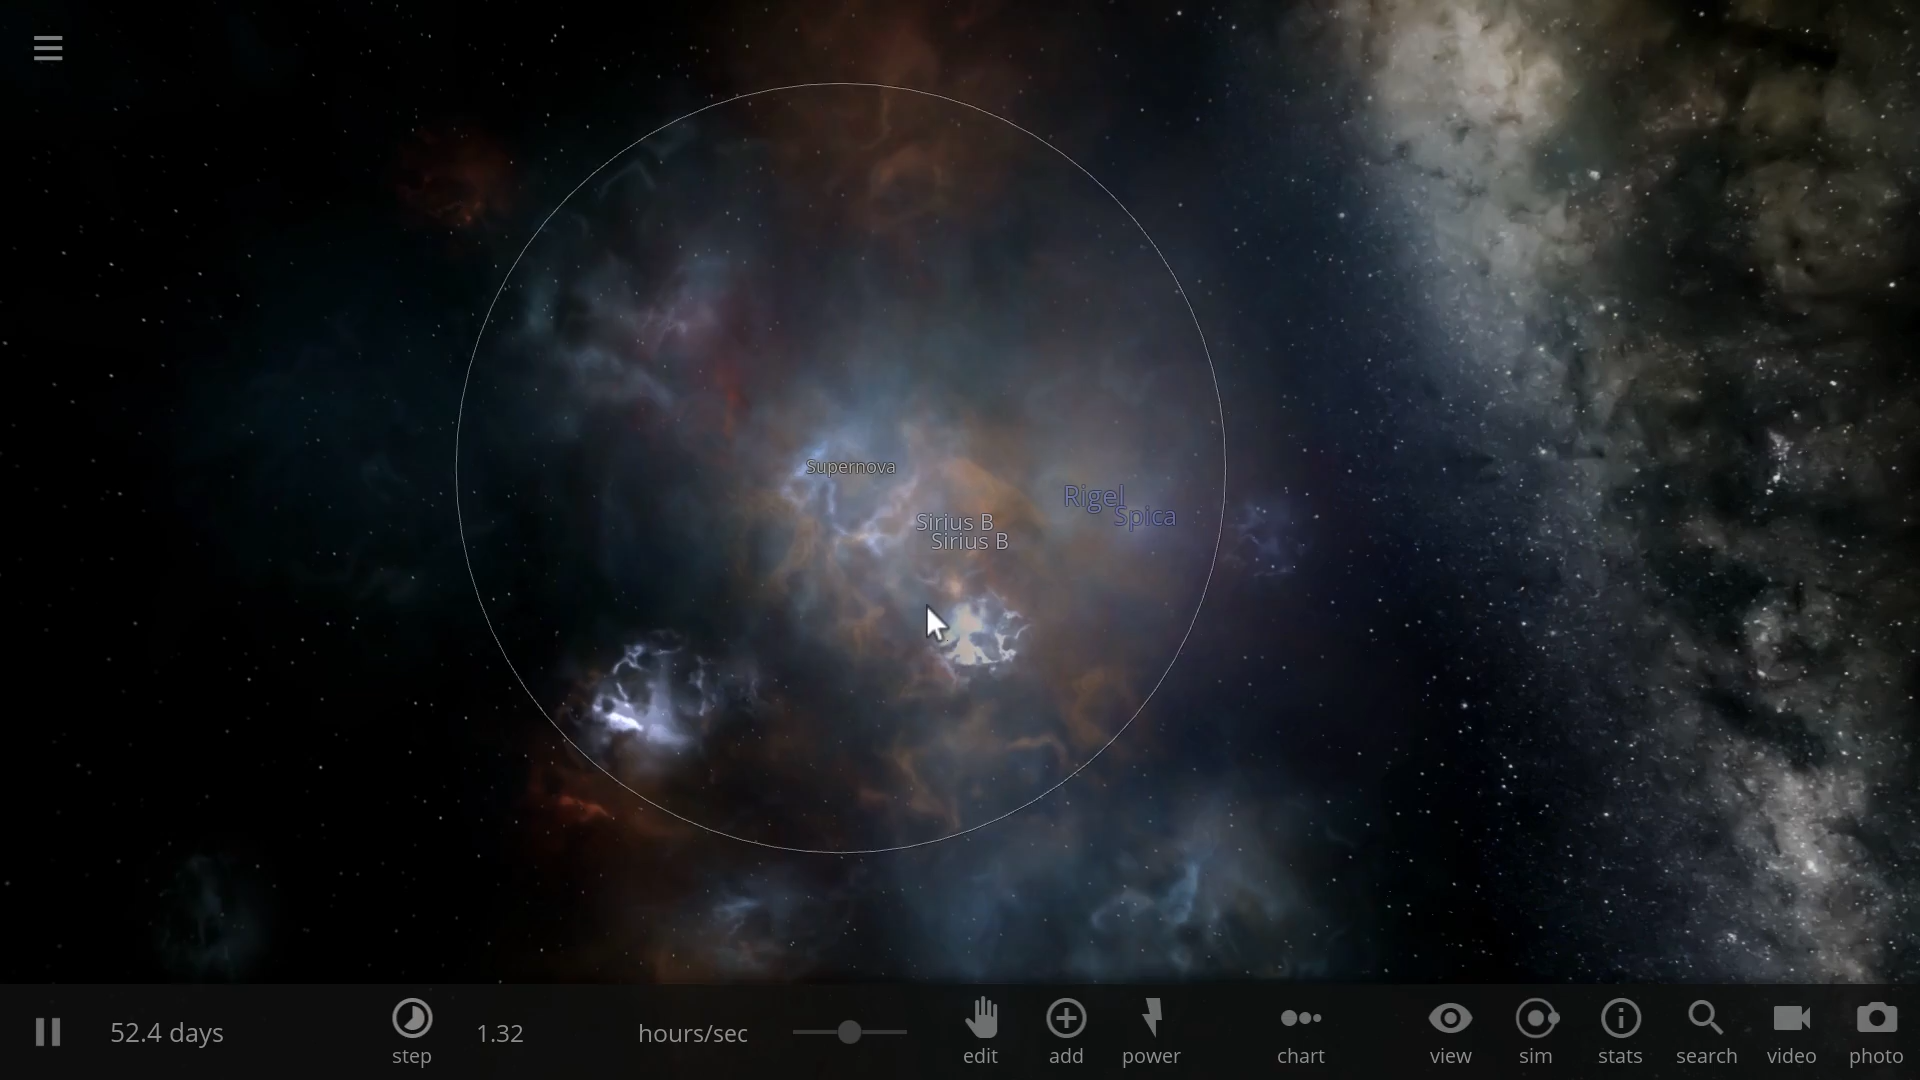 Supernova
Rigel
Spica
Sirius B
Sirius B
52.4 days
step
1.32
hours/sec
edit
add
power
chart
view
sim
stats
search
video
photo